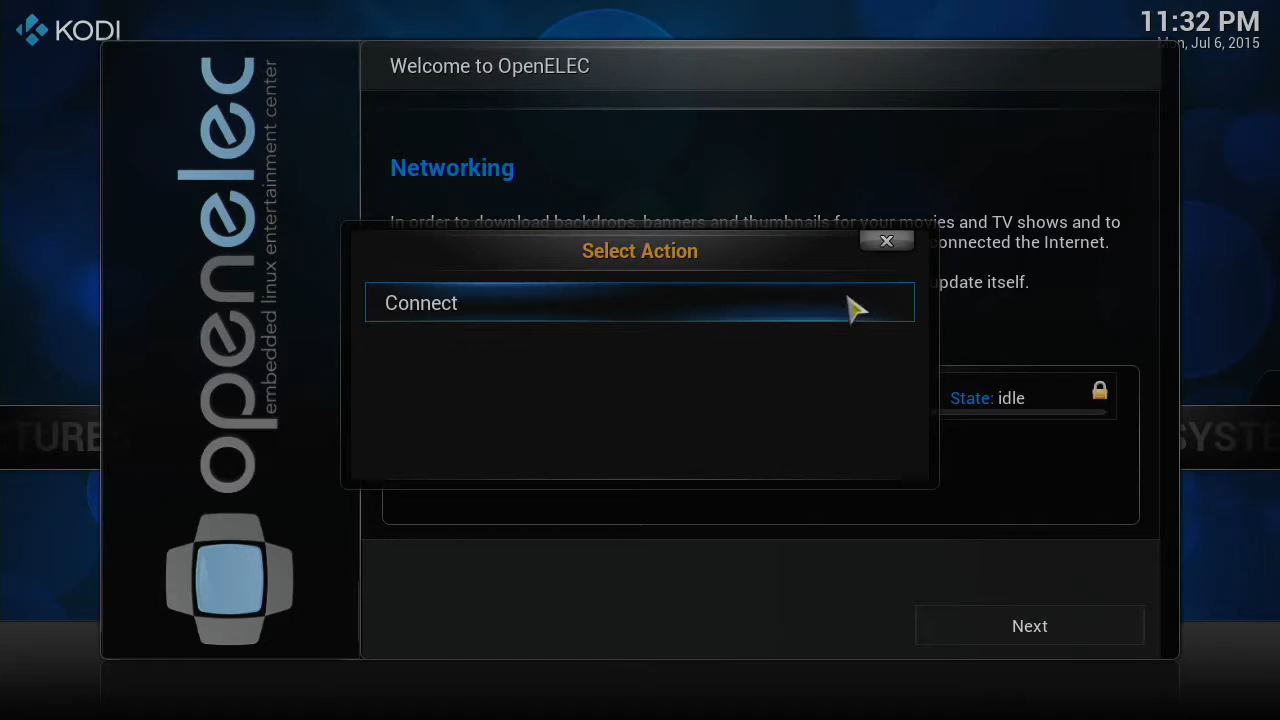 KODI
11:32 PM
Mon, Jul 6, 2015
Welcome to OpenELEC
openelec
embedded linux entertainment center
Networking
In order to download backdrops, banners and thumbnails for your movies and TV shows and to
connected the Internet.
update itself.
Select Action
X
Connect
State: idle
TURES
SYSTE
Next